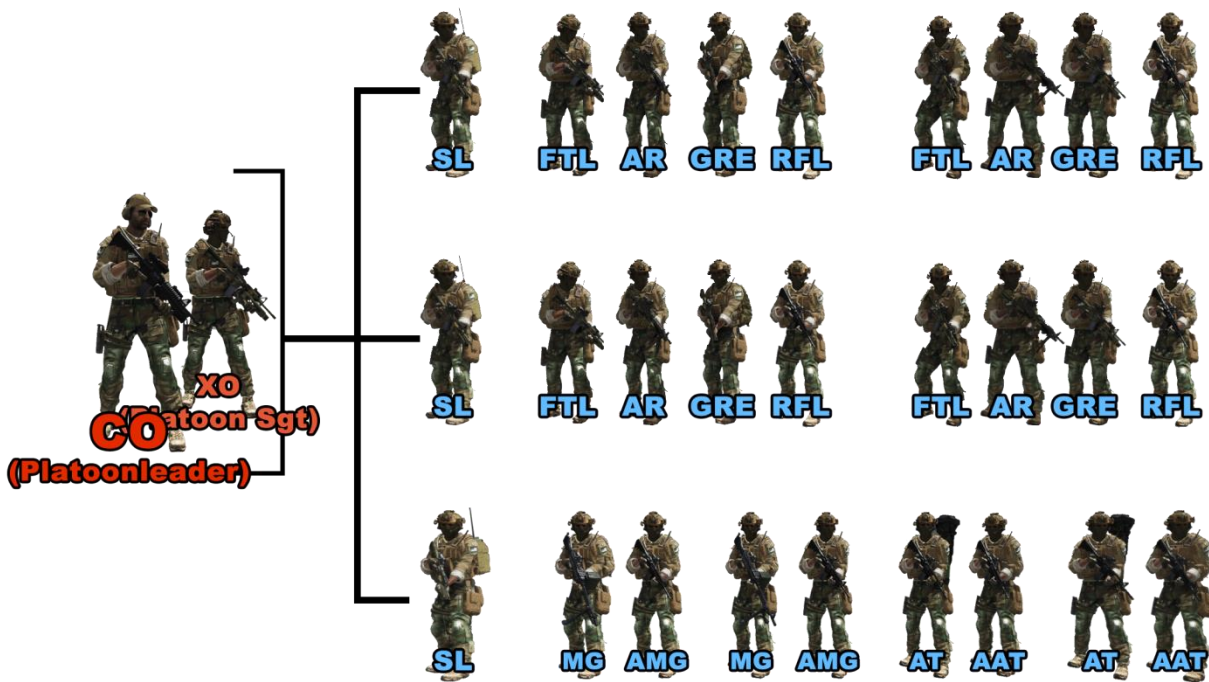 SL FTL AR GRE RFL FTL AR GRE RFL
XO
(Platoon Sgt)
CO
(Platoonleader)
SL FTL AR GRE RFL FTL AR GRE RFL
SL MG AMG MG AMG AT AAT AT AAT